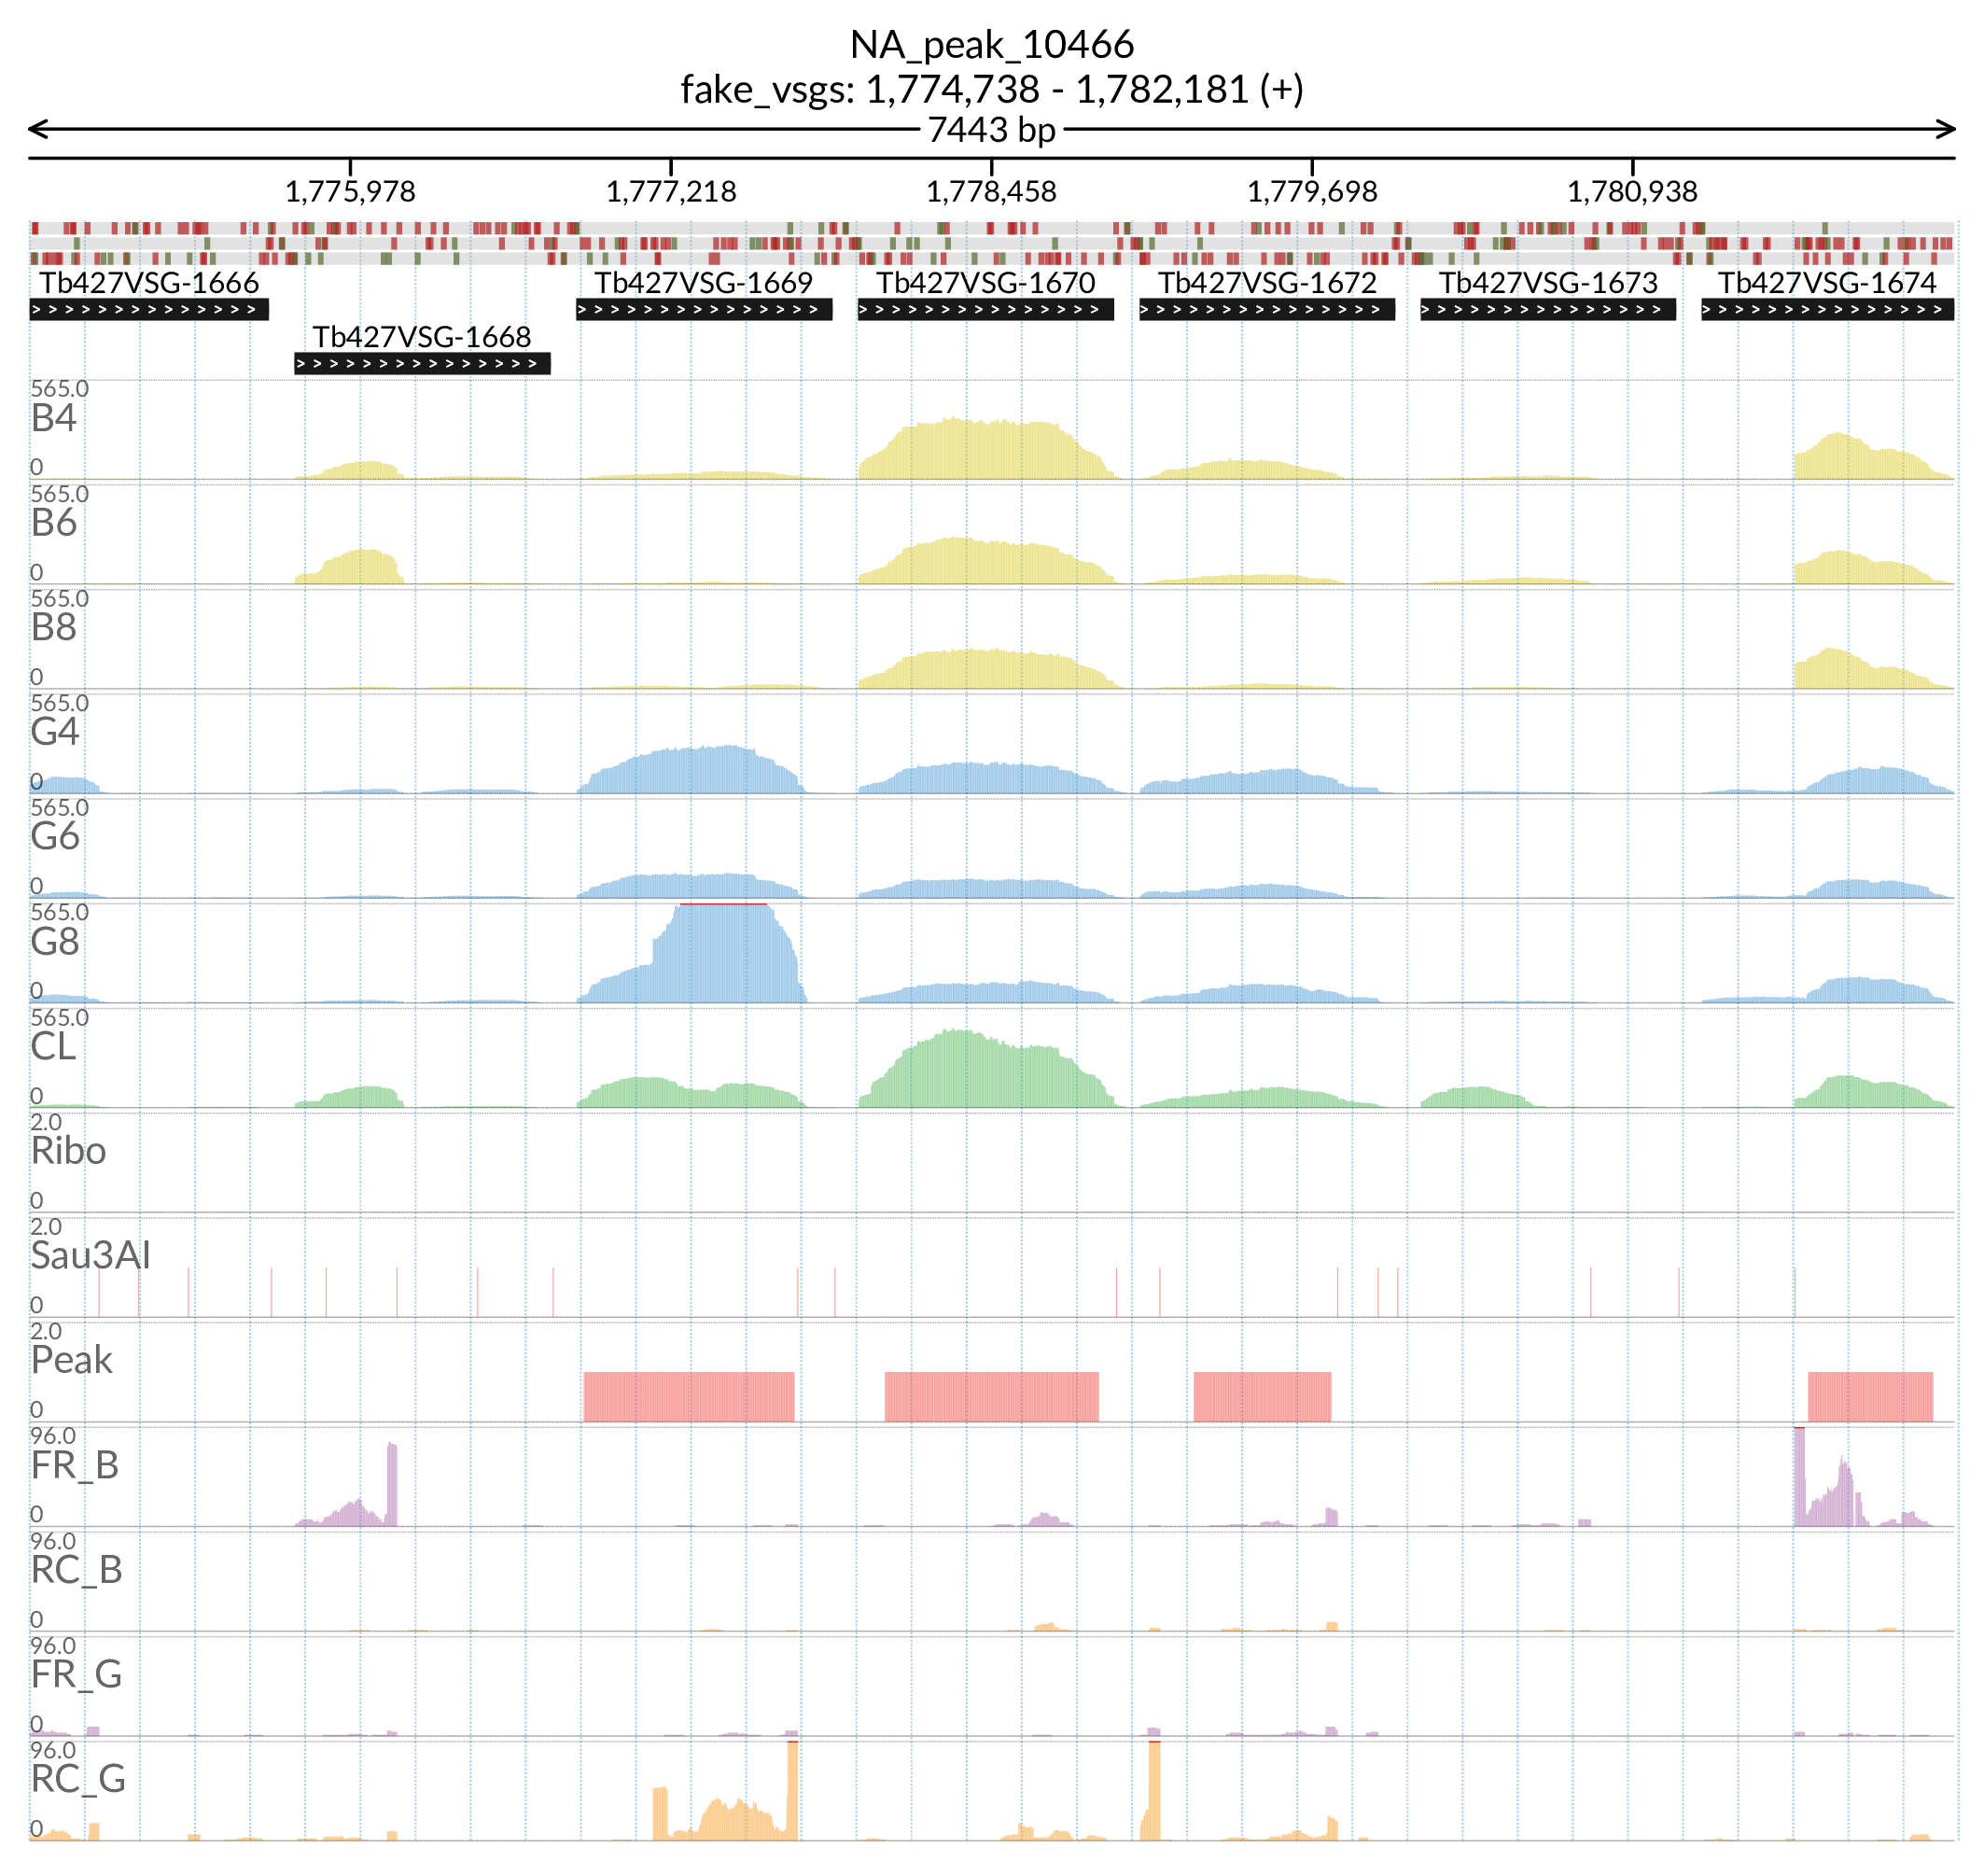 NA_peak_10466
fake_vsgs: 1,774,738 - 1,782,181 (+)
7443 bp
1,775,978 1,777,218 1,778,458 1,779,698 1,780,938
Tb427VSG-1666 Tb427VSG-1669 Tb427VSG-1670 Tb427VSG-1672 Tb427VSG-1673 Tb427VSG-1674
Tb427VSG-1668
565.0
B4
0
565.0
B6
0
565.0
B8
0
565.0
G4
0
565.0
G6
0
565.0
G8
0
565.0
CL
0
2.0
Ribo
0
2.0
Sau3AI
0
2.0
Peak
0
96.0
FR_B
0
96.0
RC_B
0
96.0
FR_G
0
96.0
RC_G
0